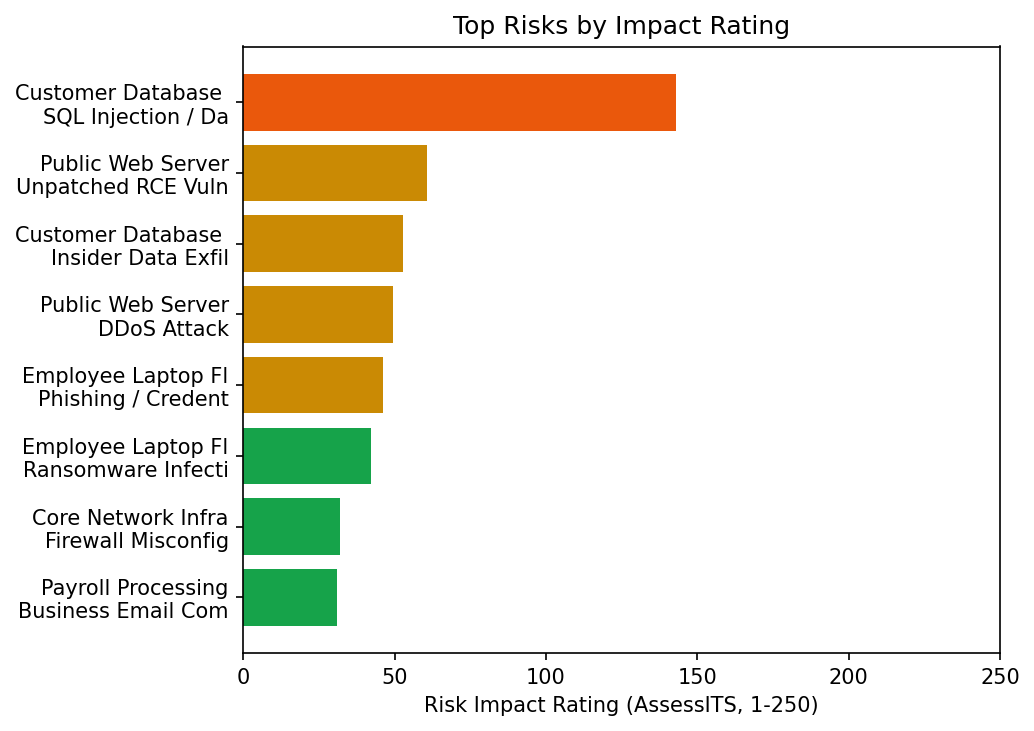 Top Risks by Impact Rating
Customer Database
SQL Injection / Da
Public Web Server
Unpatched RCE Vuln
Customer Database
Insider Data Exfil
Public Web Server
DDoS Attack
Employee Laptop Fl
Phishing / Credent
Employee Laptop Fl
Ransomware Infecti
Core Network Infra
Firewall Misconfig
Payroll Processing
Business Email Com
0 50 100 150 200 250
Risk Impact Rating (AssessITS, 1-250)